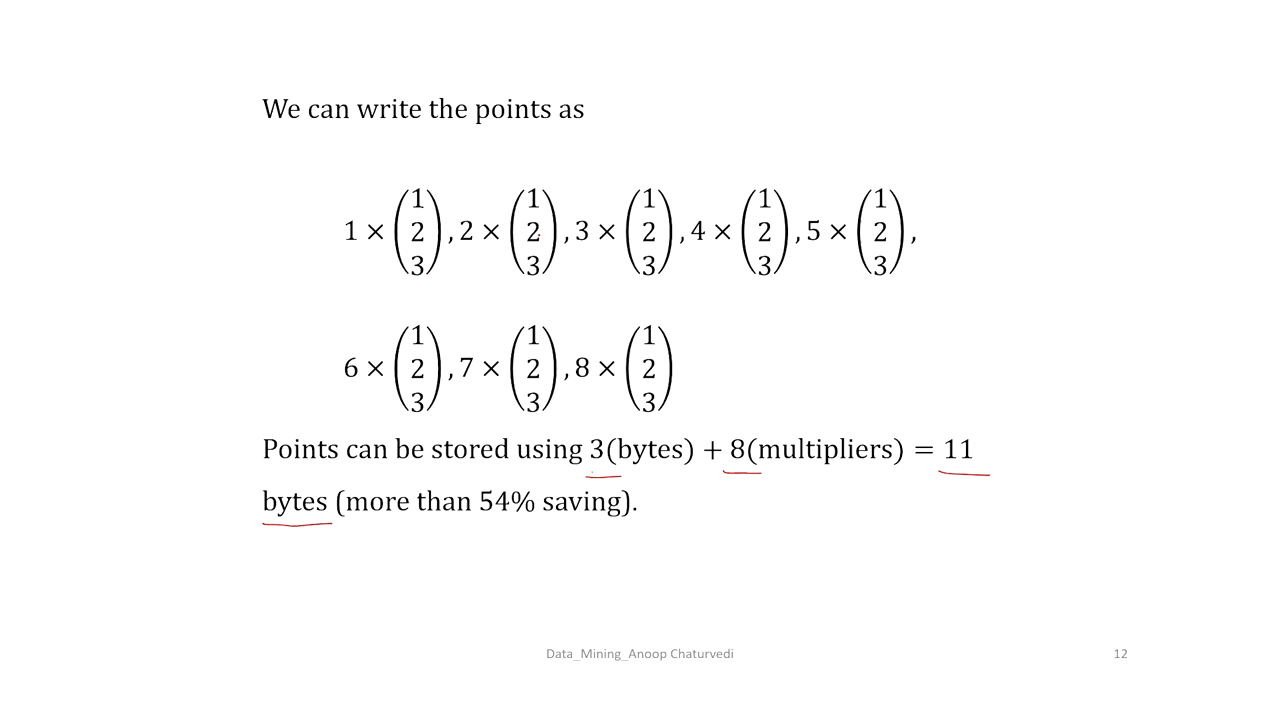 We can write the points as
1 × (1 2 3), 2 × (1 2 3), 3 × (1 2 3), 4 × (1 2 3), 5 × (1 2 3),
6 × (1 2 3), 7 × (1 2 3), 8 × (1 2 3)
Points can be stored using 3(bytes) + 8(multipliers) = 11
bytes (more than 54% saving).
Data_Mining_Anoop Chaturvedi 12